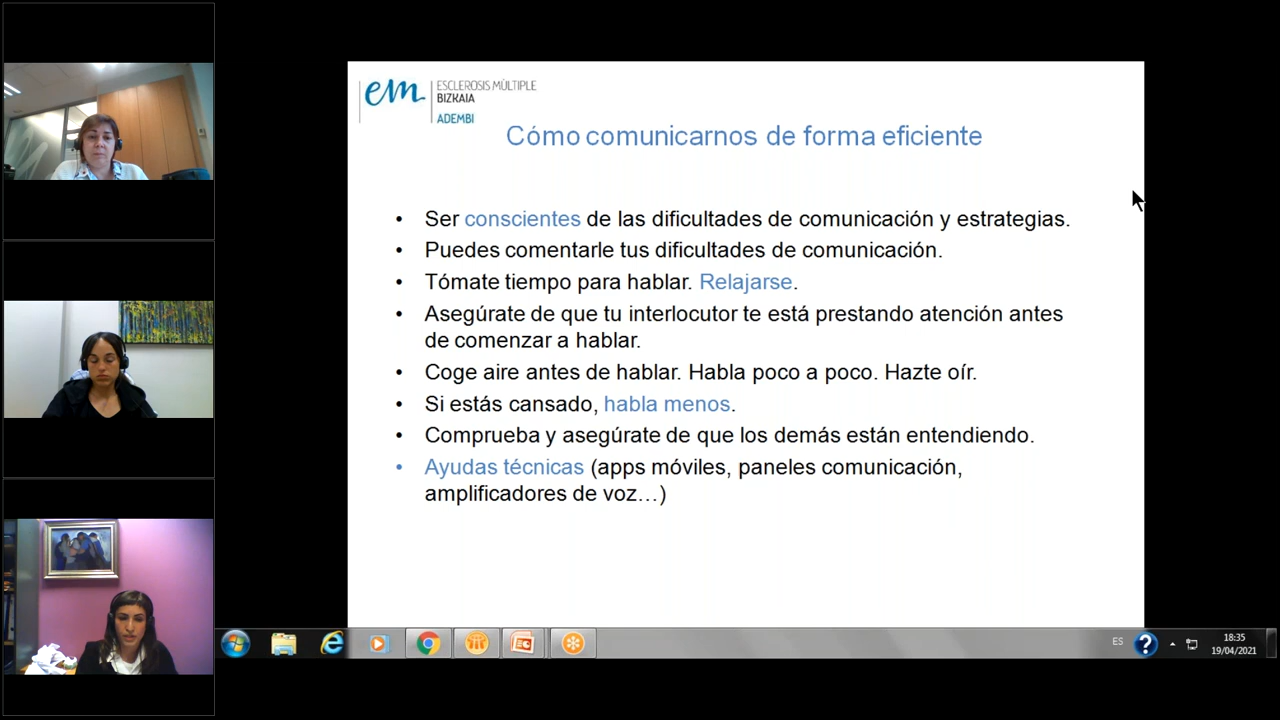 em
ESCLEROSIS MÚLTIPLE
BIZKAIA
ADEMBI
Cómo comunicarnos de forma eficiente
• Ser conscientes de las dificultades de comunicación y estrategias.
• Puedes comentarle tus dificultades de comunicación.
• Tómate tiempo para hablar. Relajarse.
• Asegúrate de que tu interlocutor te está prestando atención antes
de comenzar a hablar.
• Coge aire antes de hablar. Habla poco a poco. Hazte oír.
• Si estás cansado, habla menos.
• Comprueba y asegúrate de que los demás están entendiendo.
• Ayudas técnicas (apps móviles, paneles comunicación,
amplificadores de voz…)
ES
18:35
19/04/2021